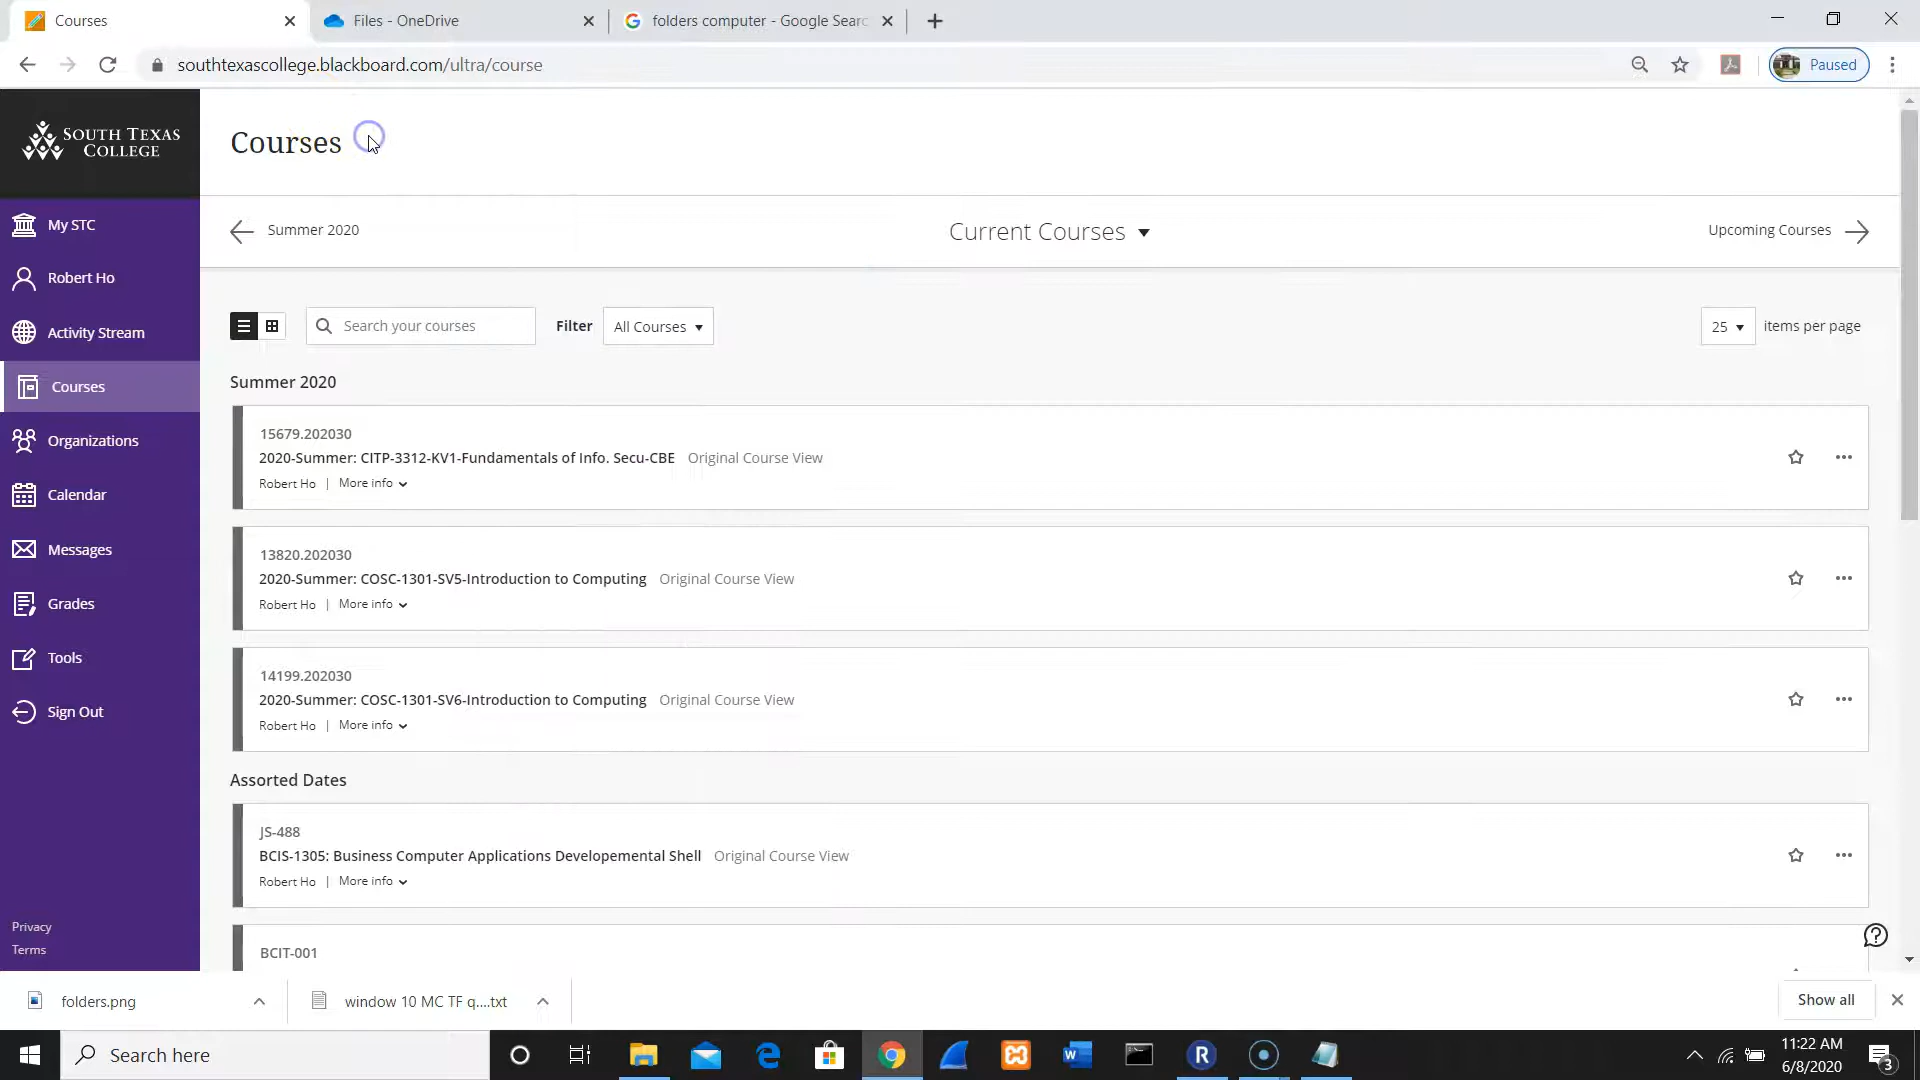 Courses
Files - OneDrive
folders computer - Google Searc
southtexascollege.blackboard.com/ultra/course
Paused
SOUTH TEXAS
COLLEGE
My STC
Robert Ho
Activity Stream
Courses
Organizations
Calendar
Messages
Grades
Tools
Sign Out
Privacy
Terms
Courses
Summer 2020
Current Courses
Upcoming Courses
Search your courses
Filter
All Courses
25
items per page
Summer 2020
15679.202030
2020-Summer: CITP-3312-KV1-Fundamentals of Info. Secu-CBE Original Course View
Robert Ho | More info
13820.202030
2020-Summer: COSC-1301-SV5-Introduction to Computing Original Course View
Robert Ho | More info
14199.202030
2020-Summer: COSC-1301-SV6-Introduction to Computing Original Course View
Robert Ho | More info
Assorted Dates
JS-488
BCIS-1305: Business Computer Applications Developemental Shell Original Course View
Robert Ho | More info
BCIT-001
folders.png
window 10 MC TF q....txt
Show all
Search here
11:22 AM
6/8/2020
3